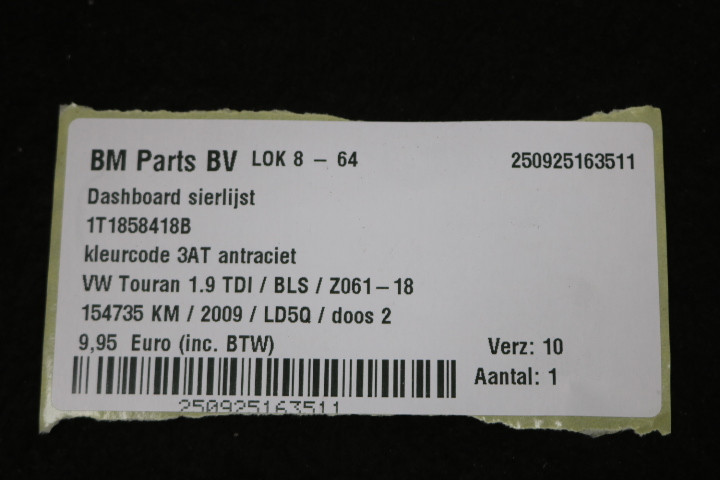 BM Parts BV LOK 8 – 64 250925163511
Dashboard sierlijst
1T1858418B
kleurcode 3AT antraciet
VW Touran 1.9 TDI / BLS / Z061–18
154735 KM / 2009 / LD5Q / doos 2
9,95 Euro (inc. BTW) Verz: 10
Aantal: 1
250925163511